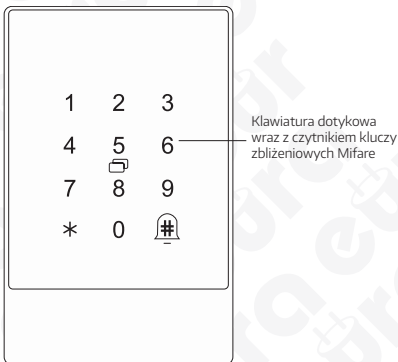 1 2 3
4 5 6
7 8 9
* 0 #
Klawiatura dotykowa
wraz z czytnikiem kluczy
zbliżeniowych Mifare